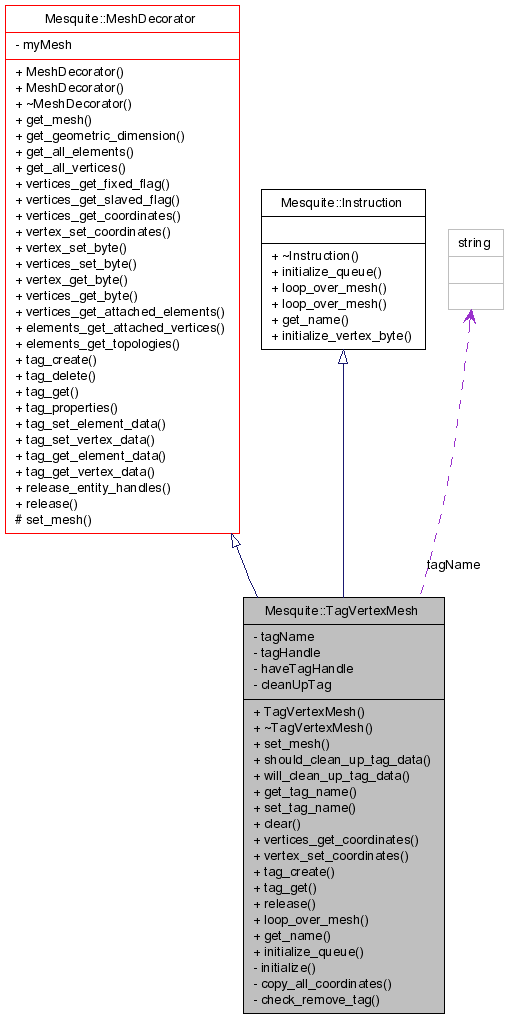 Mesquite::MeshDecorator
- myMesh
+ MeshDecorator()
+ MeshDecorator()
+ ~MeshDecorator()
+ get_mesh()
+ get_geometric_dimension()
+ get_all_elements()
+ get_all_vertices()
+ vertices_get_fixed_flag()
+ vertices_get_slaved_flag()
+ vertices_get_coordinates()
+ vertex_set_coordinates()
+ vertex_set_byte()
+ vertices_set_byte()
+ vertex_get_byte()
+ vertices_get_byte()
+ vertices_get_attached_elements()
+ elements_get_attached_vertices()
+ elements_get_topologies()
+ tag_create()
+ tag_delete()
+ tag_get()
+ tag_properties()
+ tag_set_element_data()
+ tag_set_vertex_data()
+ tag_get_element_data()
+ tag_get_vertex_data()
+ release_entity_handles()
+ release()
# set_mesh()
Mesquite::Instruction
+ ~Instruction()
+ initialize_queue()
+ loop_over_mesh()
+ loop_over_mesh()
+ get_name()
+ initialize_vertex_byte()
string
tagName
Mesquite::TagVertexMesh
- tagName
- tagHandle
- haveTagHandle
- cleanUpTag
+ TagVertexMesh()
+ ~TagVertexMesh()
+ set_mesh()
+ should_clean_up_tag_data()
+ will_clean_up_tag_data()
+ get_tag_name()
+ set_tag_name()
+ clear()
+ vertices_get_coordinates()
+ vertex_set_coordinates()
+ tag_create()
+ tag_get()
+ release()
+ loop_over_mesh()
+ get_name()
+ initialize_queue()
- initialize()
- copy_all_coordinates()
- check_remove_tag()